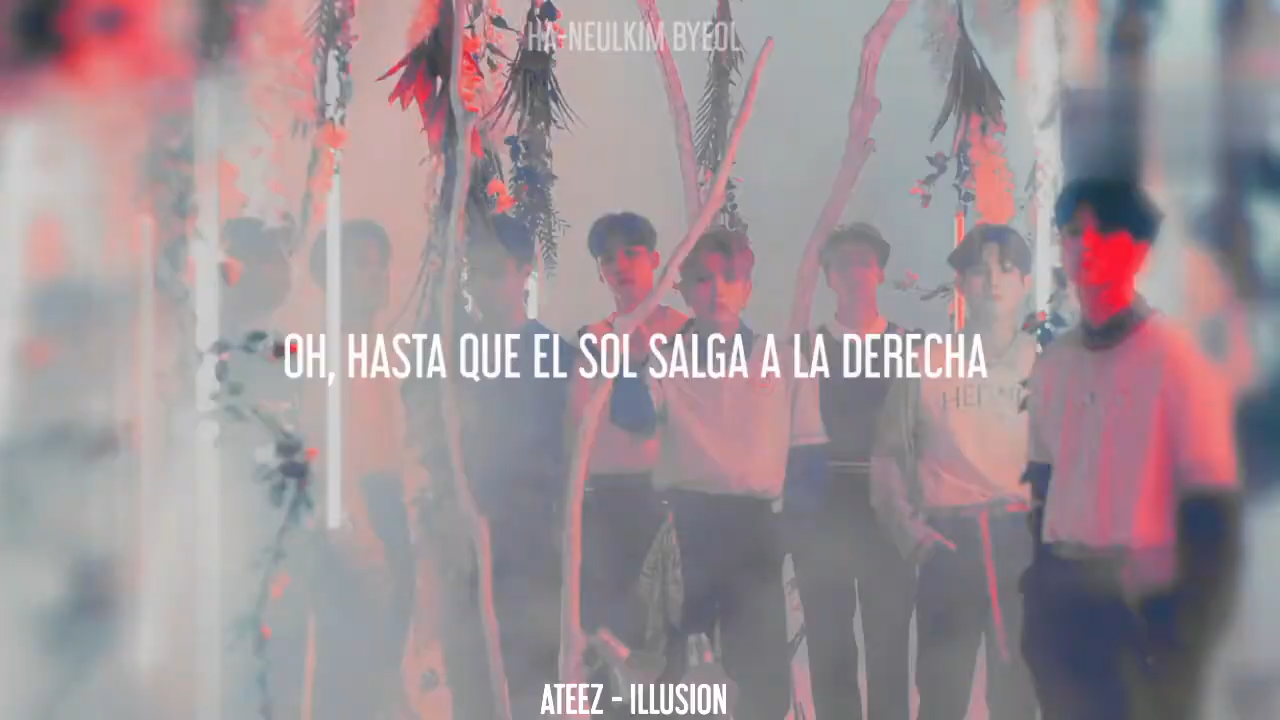 HA-NEULKIM BYEOL
OH, HASTA QUE EL SOL SALGA A LA DERECHA
ATEEZ - ILLUSION